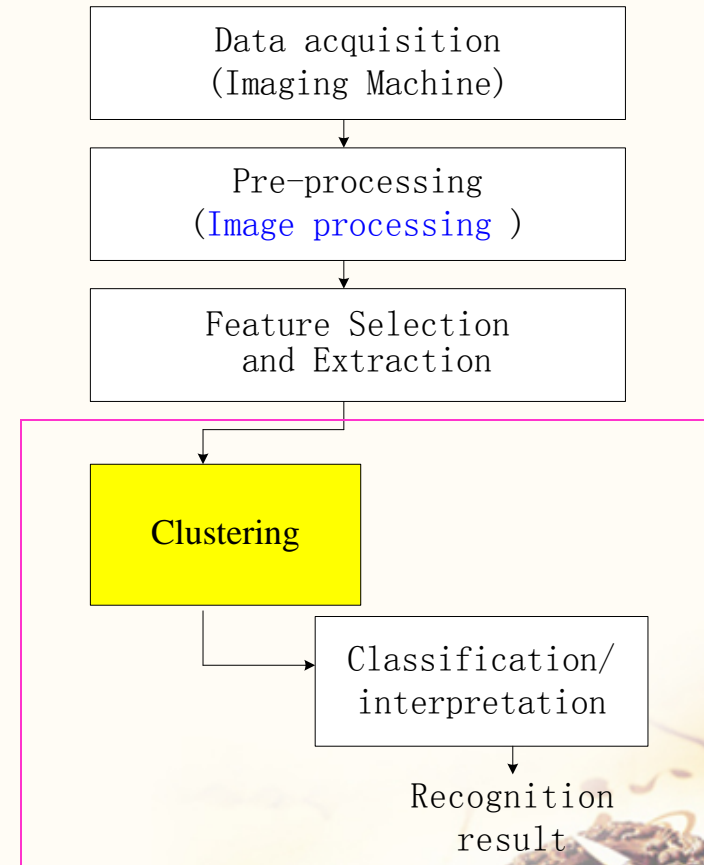 Data acquisition
(Imaging Machine)
Pre-processing
(Image processing )
Feature Selection
and Extraction
Clustering
Classification/
interpretation
Recognition
result